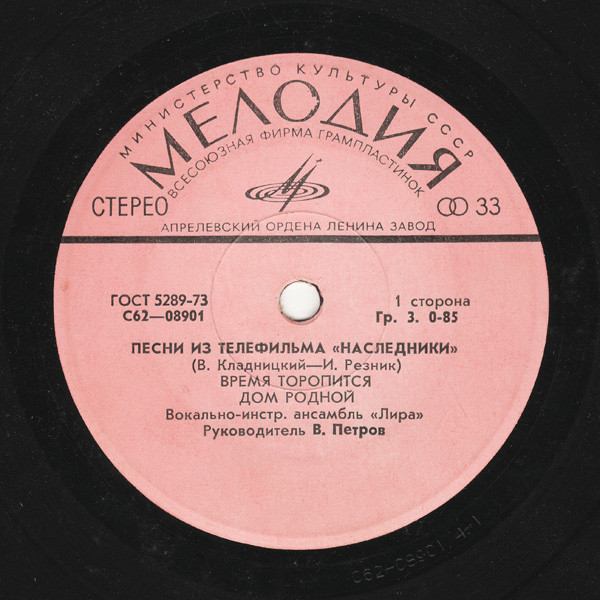 МИНИСТЕРСТВО КУЛЬТУРЫ СССР
МЕЛОДИЯ
ВСЕСОЮЗНАЯ ФИРМА ГРАМПЛАСТИНОК
СТЕРЕО 33
АПРЕЛЕВСКИЙ ОРДЕНА ЛЕНИНА ЗАВОД
ГОСТ 5289-73 1 сторона
С62—08901 Гр. 3. 0-85
ПЕСНИ ИЗ ТЕЛЕФИЛЬМА «НАСЛЕДНИКИ»
(В. Кладницкий—И. Резник)
ВРЕМЯ ТОРОПИТСЯ
ДОМ РОДНОЙ
Вокально-инстр. ансамбль «Лира»
Руководитель В. Петров
С62-08901